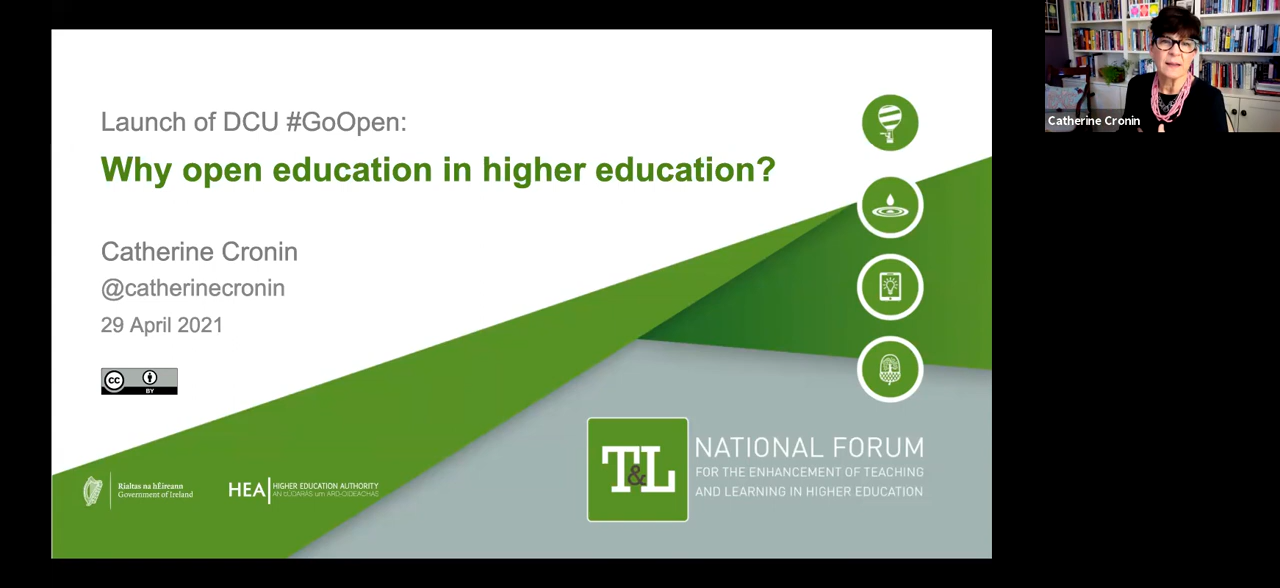 Launch of DCU #GoOpen:
Why open education in higher education?
Catherine Cronin
@catherinecronin
29 April 2021
CC
BY
Rialtas na hÉireann
Government of Ireland
HEA
HIGHER EDUCATION AUTHORITY
AN tÚDARÁS um ARD-OIDEACHAS
T&L
NATIONAL FORUM
FOR THE ENHANCEMENT OF TEACHING
AND LEARNING IN HIGHER EDUCATION
Catherine Cronin